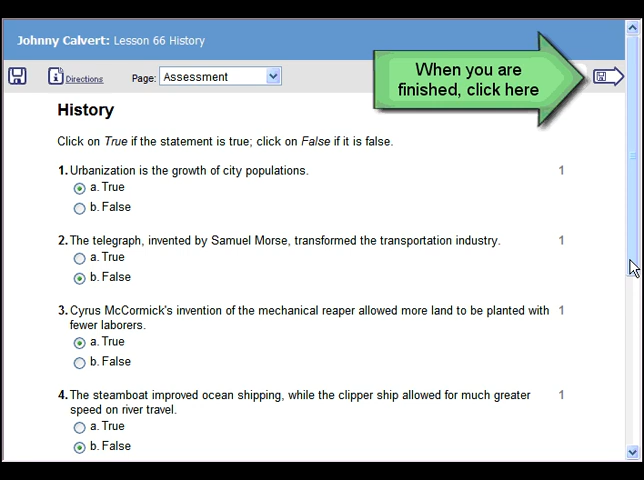 Johnny Calvert: Lesson 66 History
Directions
Page: Assessment
When you are
finished, click here
History
Click on True if the statement is true; click on False if it is false.
1. Urbanization is the growth of city populations. 1
a. True
b. False
2. The telegraph, invented by Samuel Morse, transformed the transportation industry. 1
a. True
b. False
3. Cyrus McCormick's invention of the mechanical reaper allowed more land to be planted with 1
fewer laborers.
a. True
b. False
4. The steamboat improved ocean shipping, while the clipper ship allowed for much greater 1
speed on river travel.
a. True
b. False